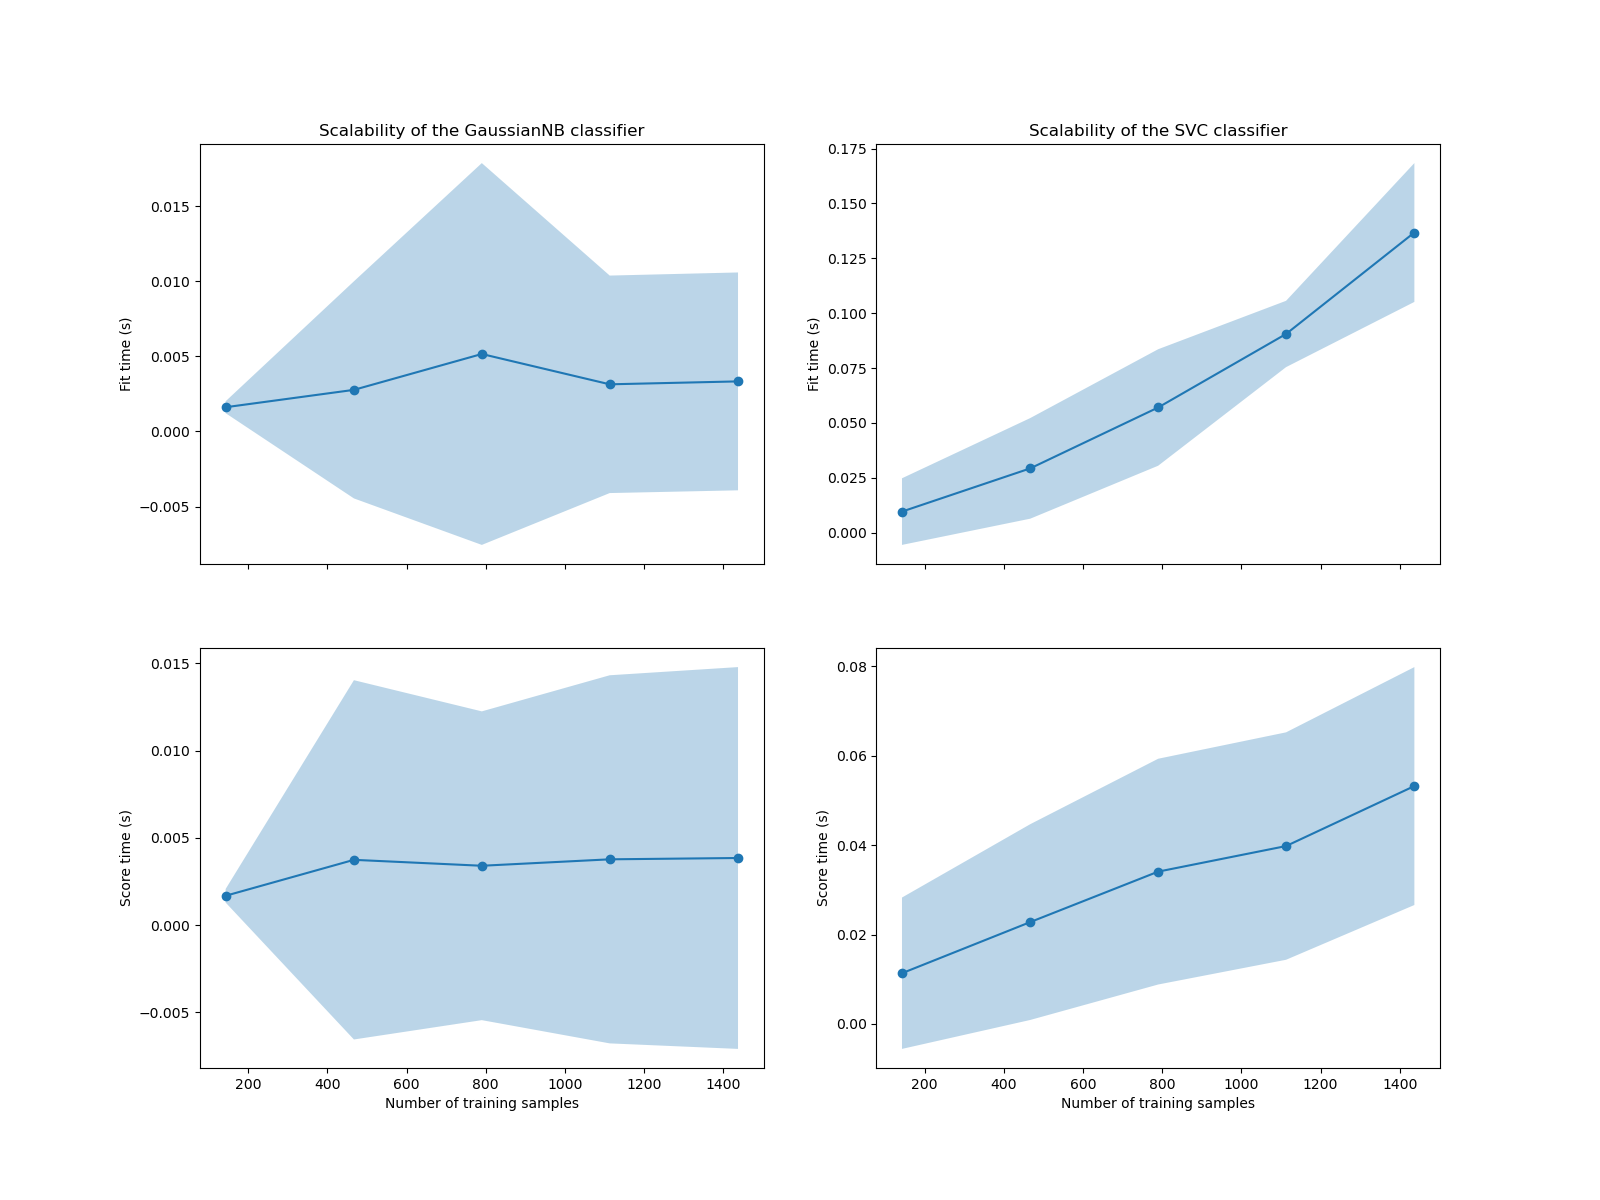 Scalability of the GaussianNB classifier
0.015
0.010
0.005
0.000
−0.005
Fit time (s)
Scalability of the SVC classifier
0.175
0.150
0.125
0.100
0.075
0.050
0.025
0.000
Fit time (s)
0.015
0.010
0.005
0.000
−0.005
Score time (s)
200 400 600 800 1000 1200 1400
Number of training samples
0.08
0.06
0.04
0.02
0.00
Score time (s)
200 400 600 800 1000 1200 1400
Number of training samples